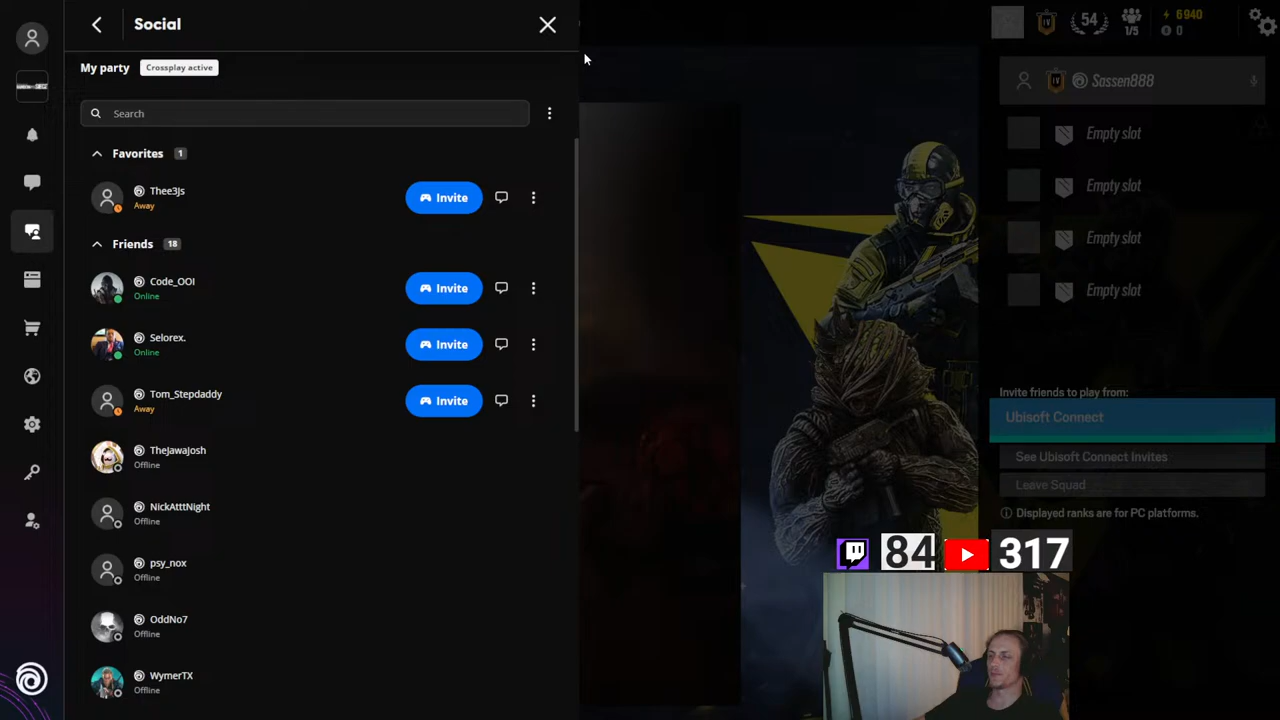 Social
My party
Crossplay active
Search
Favorites 1
Thee3Js
Away
Invite
Friends 18
Code_OOI
Online
Invite
Selorex.
Online
Invite
Tom_Stepdaddy
Away
Invite
TheJawaJosh
Offline
NickAtttNight
Offline
psy_nox
Offline
OddNo7
Offline
WymerTX
Offline
IV
54
1/5
6940
0
IV
Sassen888
Empty slot
Empty slot
Empty slot
Empty slot
Invite friends to play from:
Ubisoft Connect
See Ubisoft Connect Invites
Leave Squad
Displayed ranks are for PC platforms.
84
317